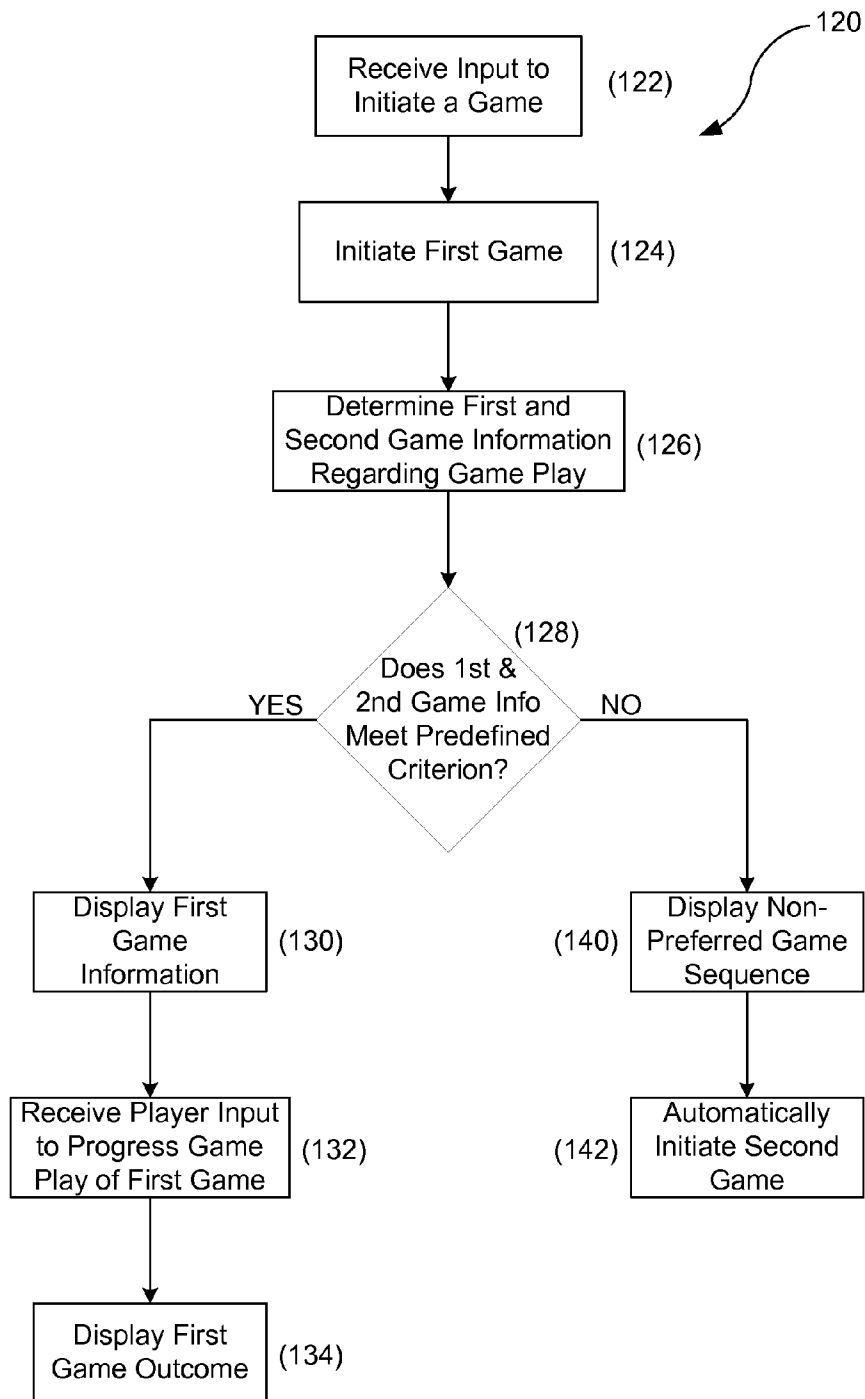 120
Receive Input to
Initiate a Game
(122)
Initiate First Game
(124)
Determine First and
Second Game Information
Regarding Game Play
(126)
(128)
Does 1st &
2nd Game Info
Meet Predefined
Criterion?
YES
NO
Display First
Game
Information
(130)
(140)
Display Non-
Preferred Game
Sequence
Receive Player Input
to Progress Game
Play of First Game
(132)
(142)
Automatically
Initiate Second
Game
Display First
Game Outcome
(134)